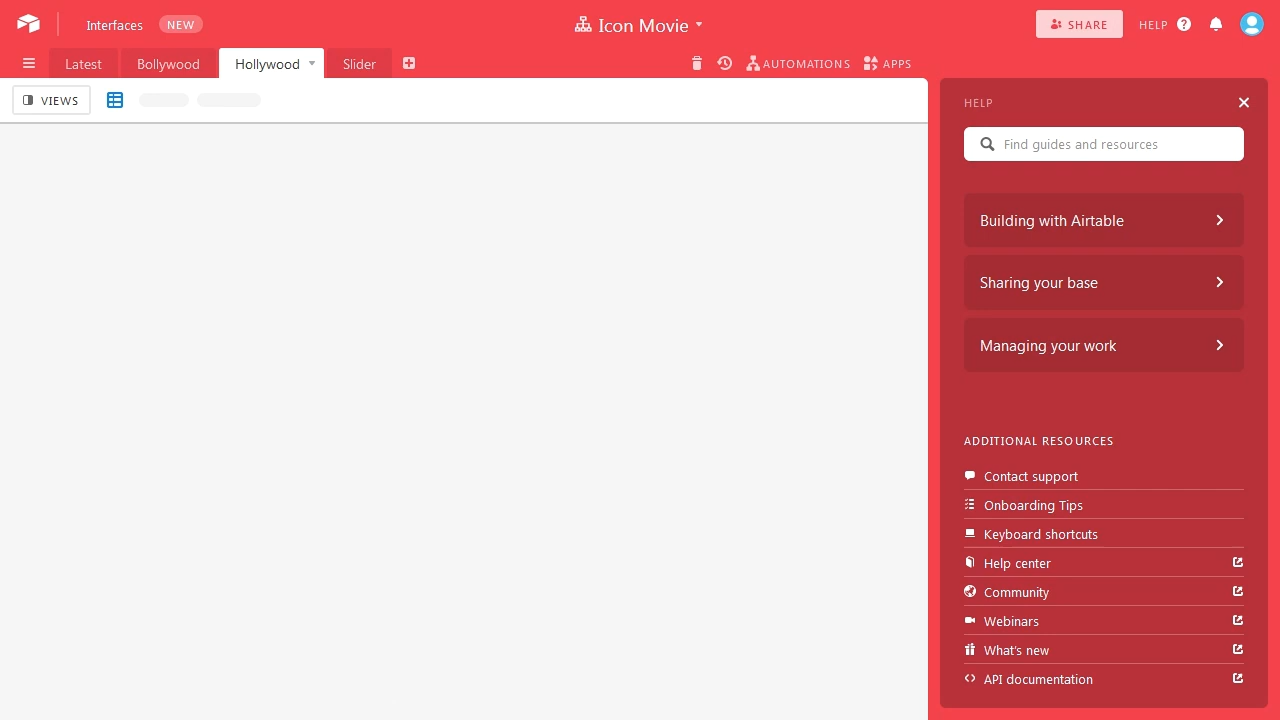 Interfaces
NEW
Icon Movie
SHARE
HELP
Latest
Bollywood
Hollywood
Slider
AUTOMATIONS
APPS
VIEWS
HELP
Find guides and resources
Building with Airtable
Sharing your base
Managing your work
ADDITIONAL RESOURCES
Contact support
Onboarding Tips
Keyboard shortcuts
Help center
Community
Webinars
What's new
API documentation